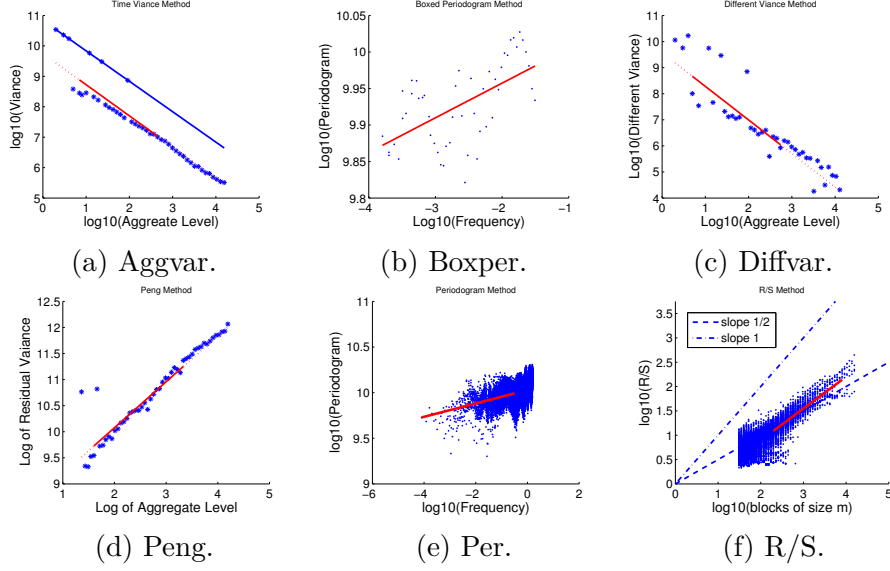 Time Viance Method
log10(Viance)
11
10
9
8
7
6
5
0
1
2
3
4
5
log10(Aggreate Level)
(a) Aggvar.
Boxed Periodogram Method
Log10(Periodogram)
10.05
10
9.95
9.9
9.85
9.8
−4
−3
−2
−1
Log10(Frequency)
(b) Boxper.
Different Viance Method
Log10(Different Viance)
11
10
9
8
7
6
5
4
0
1
2
3
4
5
log10(Aggreate Level)
(c) Diffvar.
Peng Method
Log of Residual Vaiance
12.5
12
11.5
11
10.5
10
9.5
9
1
2
3
4
5
Log of Aggregate Level
(d) Peng.
Periodogram Method
log10(Periodogram)
11
10.5
10
9.5
9
−6
−4
−2
0
2
log10(Frequency)
(e) Per.
R/S Method
log10(R/S)
3.5
3
2.5
2
1.5
1
0.5
0
0
1
2
3
4
5
slope 1/2
slope 1
log10(blocks of size m)
(f) R/S.